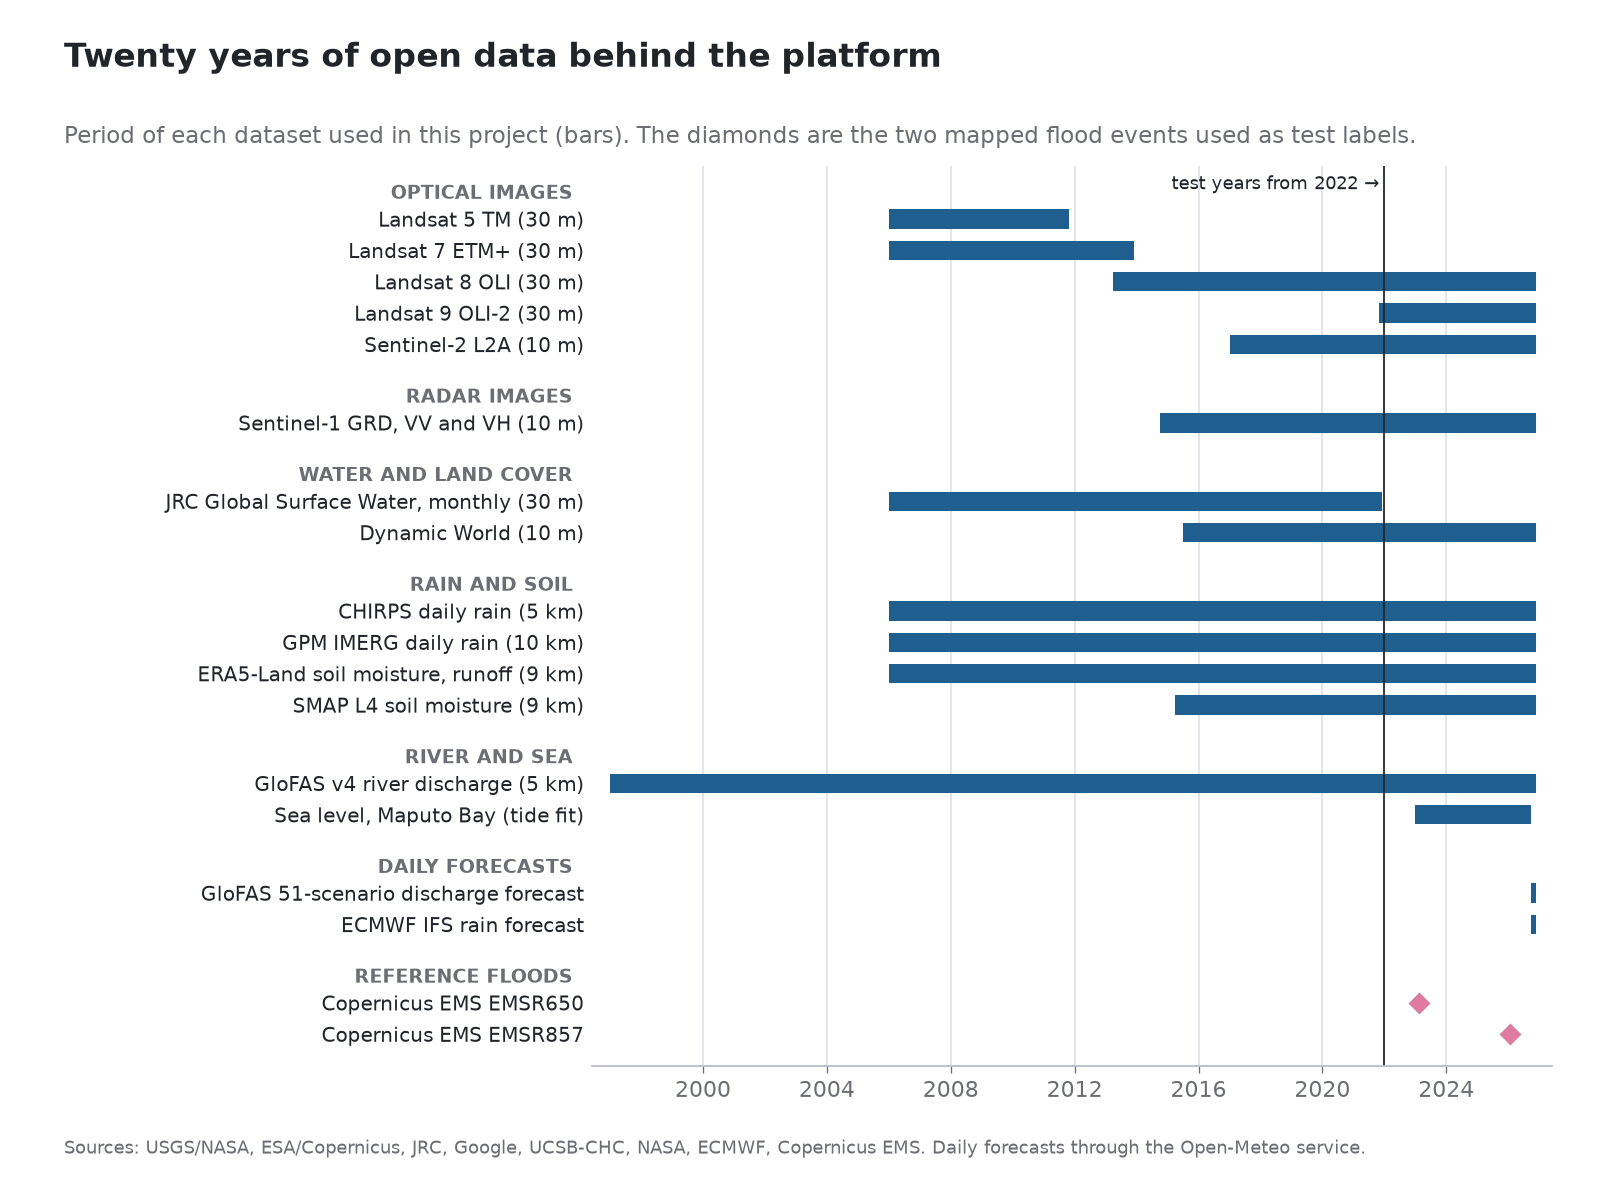 Twenty years of open data behind the platform
Period of each dataset used in this project (bars). The diamonds are the two mapped flood events used as test labels.
test years from 2022 →
OPTICAL IMAGES
Landsat 5 TM (30 m)
Landsat 7 ETM+ (30 m)
Landsat 8 OLI (30 m)
Landsat 9 OLI-2 (30 m)
Sentinel-2 L2A (10 m)
RADAR IMAGES
Sentinel-1 GRD, VV and VH (10 m)
WATER AND LAND COVER
JRC Global Surface Water, monthly (30 m)
Dynamic World (10 m)
RAIN AND SOIL
CHIRPS daily rain (5 km)
GPM IMERG daily rain (10 km)
ERA5-Land soil moisture, runoff (9 km)
SMAP L4 soil moisture (9 km)
RIVER AND SEA
GloFAS v4 river discharge (5 km)
Sea level, Maputo Bay (tide fit)
DAILY FORECASTS
GloFAS 51-scenario discharge forecast
ECMWF IFS rain forecast
REFERENCE FLOODS
Copernicus EMS EMSR650
Copernicus EMS EMSR857
2000 2004 2008 2012 2016 2020 2024
Sources: USGS/NASA, ESA/Copernicus, JRC, Google, UCSB-CHC, NASA, ECMWF, Copernicus EMS. Daily forecasts through the Open-Meteo service.